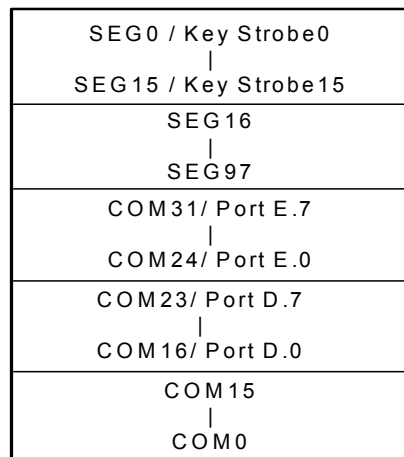 SEG0 / Key Strobe0
|
SEG15 / Key Strobe15
SEG16
|
SEG97
COM31/ Port E.7
|
COM24/ Port E.0
COM23/ Port D.7
|
COM16/ Port D.0
COM15
|
COM0